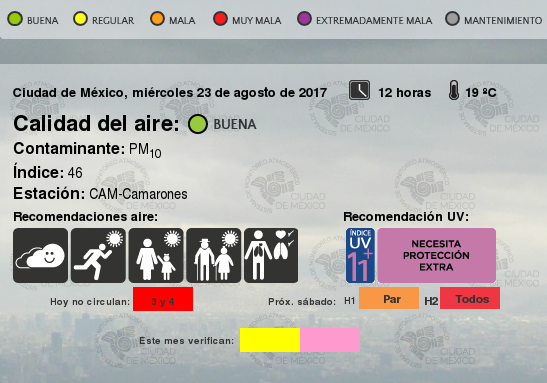 BUENA REGULAR MALA MUY MALA EXTREMADAMENTE MALA MANTENIMIENTO
Ciudad de México, miércoles 23 de agosto de 2017 12 horas 19 ºC
Calidad del aire: BUENA
Contaminante: PM10
Índice: 46
Estación: CAM-Camarones
Recomendaciones aire: Recomendación UV:
ÍNDICE
UV
11+
NECESITA
PROTECCIÓN
EXTRA
Hoy no circulan: 3 y 4 Próx. sábado: H1 Par H2 Todos
Este mes verifican:
CIUDAD
DE MÉXICO